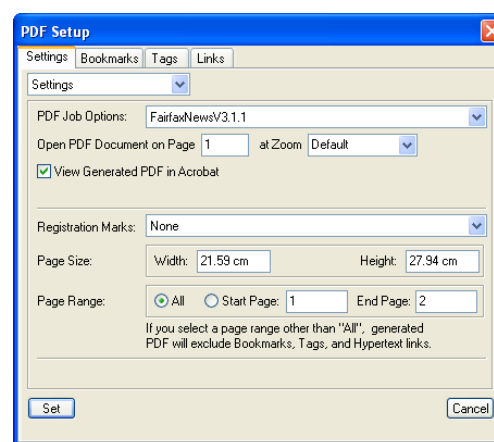 PDF Setup
Settings Bookmarks Tags Links
Settings
PDF Job Options: FairfaxNewsV3.1.1
Open PDF Document on Page 1 at Zoom Default
View Generated PDF in Acrobat
Registration Marks: None
Page Size: Width: 21.59 cm Height: 27.94 cm
Page Range: All Start Page: 1 End Page: 2
If you select a page range other than "All", generated
PDF will exclude Bookmarks, Tags, and Hypertext links.
Set Cancel